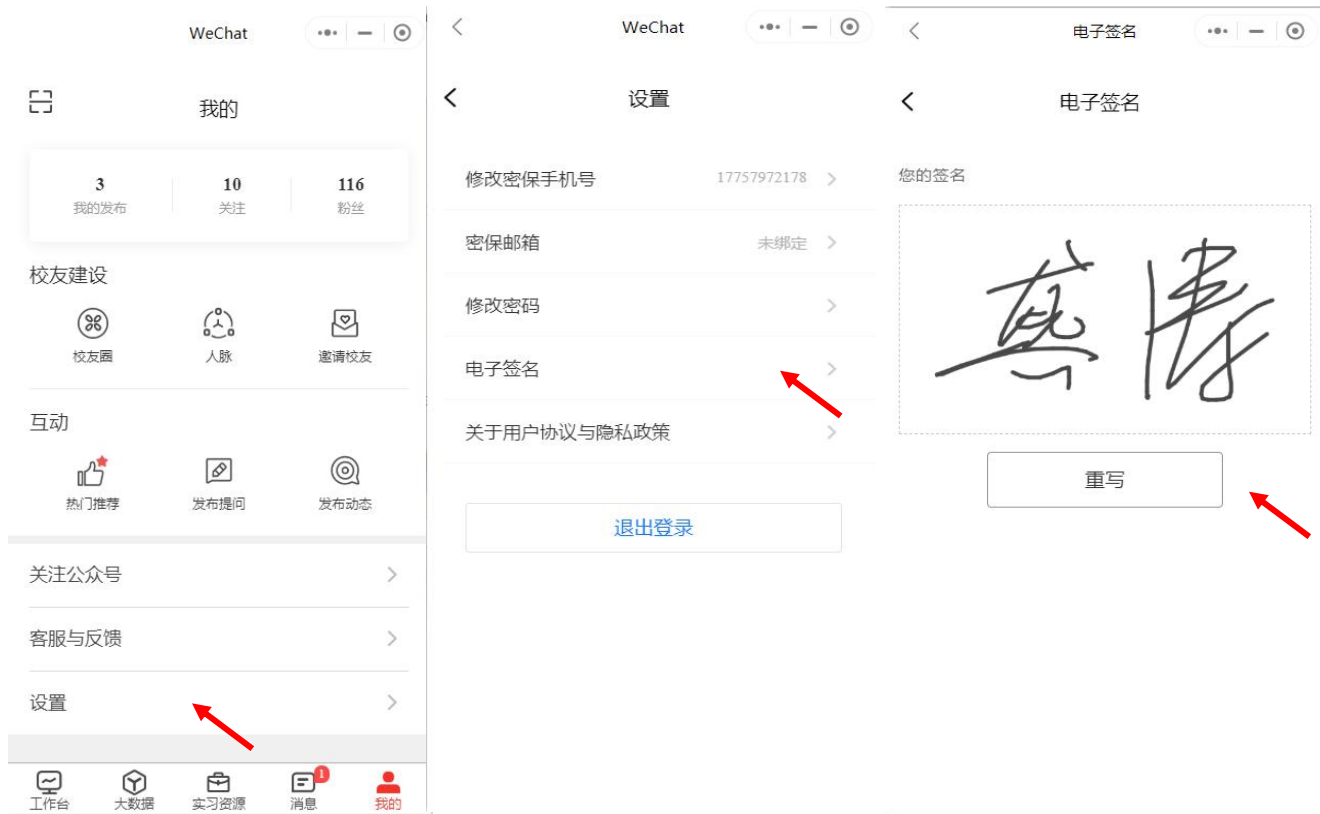 WeChat
我的
3 10 116
我的发布 关注 粉丝
校友建设
校友圈 人脉 邀请校友
互动
热门推荐 发布提问 发布动态
关注公众号
客服与反馈
设置
1
工作台 大数据 实习资源 消息 我的
WeChat
设置
修改密保手机号 17757972178
密保邮箱 未绑定
修改密码
电子签名
关于用户协议与隐私政策
退出登录
电子签名
电子签名
您的签名
重写